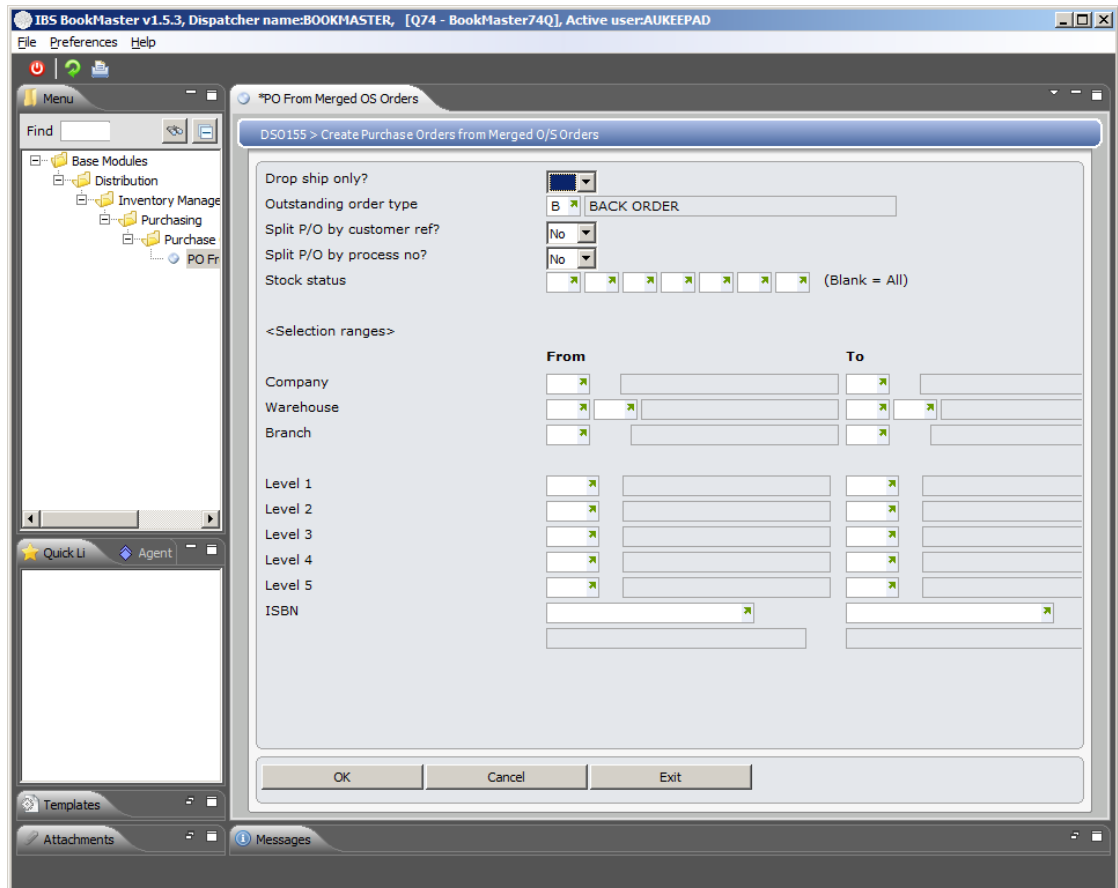 IBS BookMaster v1.5.3, Dispatcher name:BOOKMASTER, [Q74 - BookMaster74Q], Active user:AUKEEPAD
File Preferences Help
Menu
Find
Base Modules
Distribution
Inventory Manage
Purchasing
Purchase
PO Fr
Quick Li Agent
Templates
Attachments
*PO From Merged OS Orders
DSO155 > Create Purchase Orders from Merged O/S Orders
Drop ship only?
Outstanding order type B BACK ORDER
Split P/O by customer ref? No
Split P/O by process no? No
Stock status (Blank = All)
<Selection ranges>
From To
Company
Warehouse
Branch
Level 1
Level 2
Level 3
Level 4
Level 5
ISBN
OK Cancel Exit
Messages